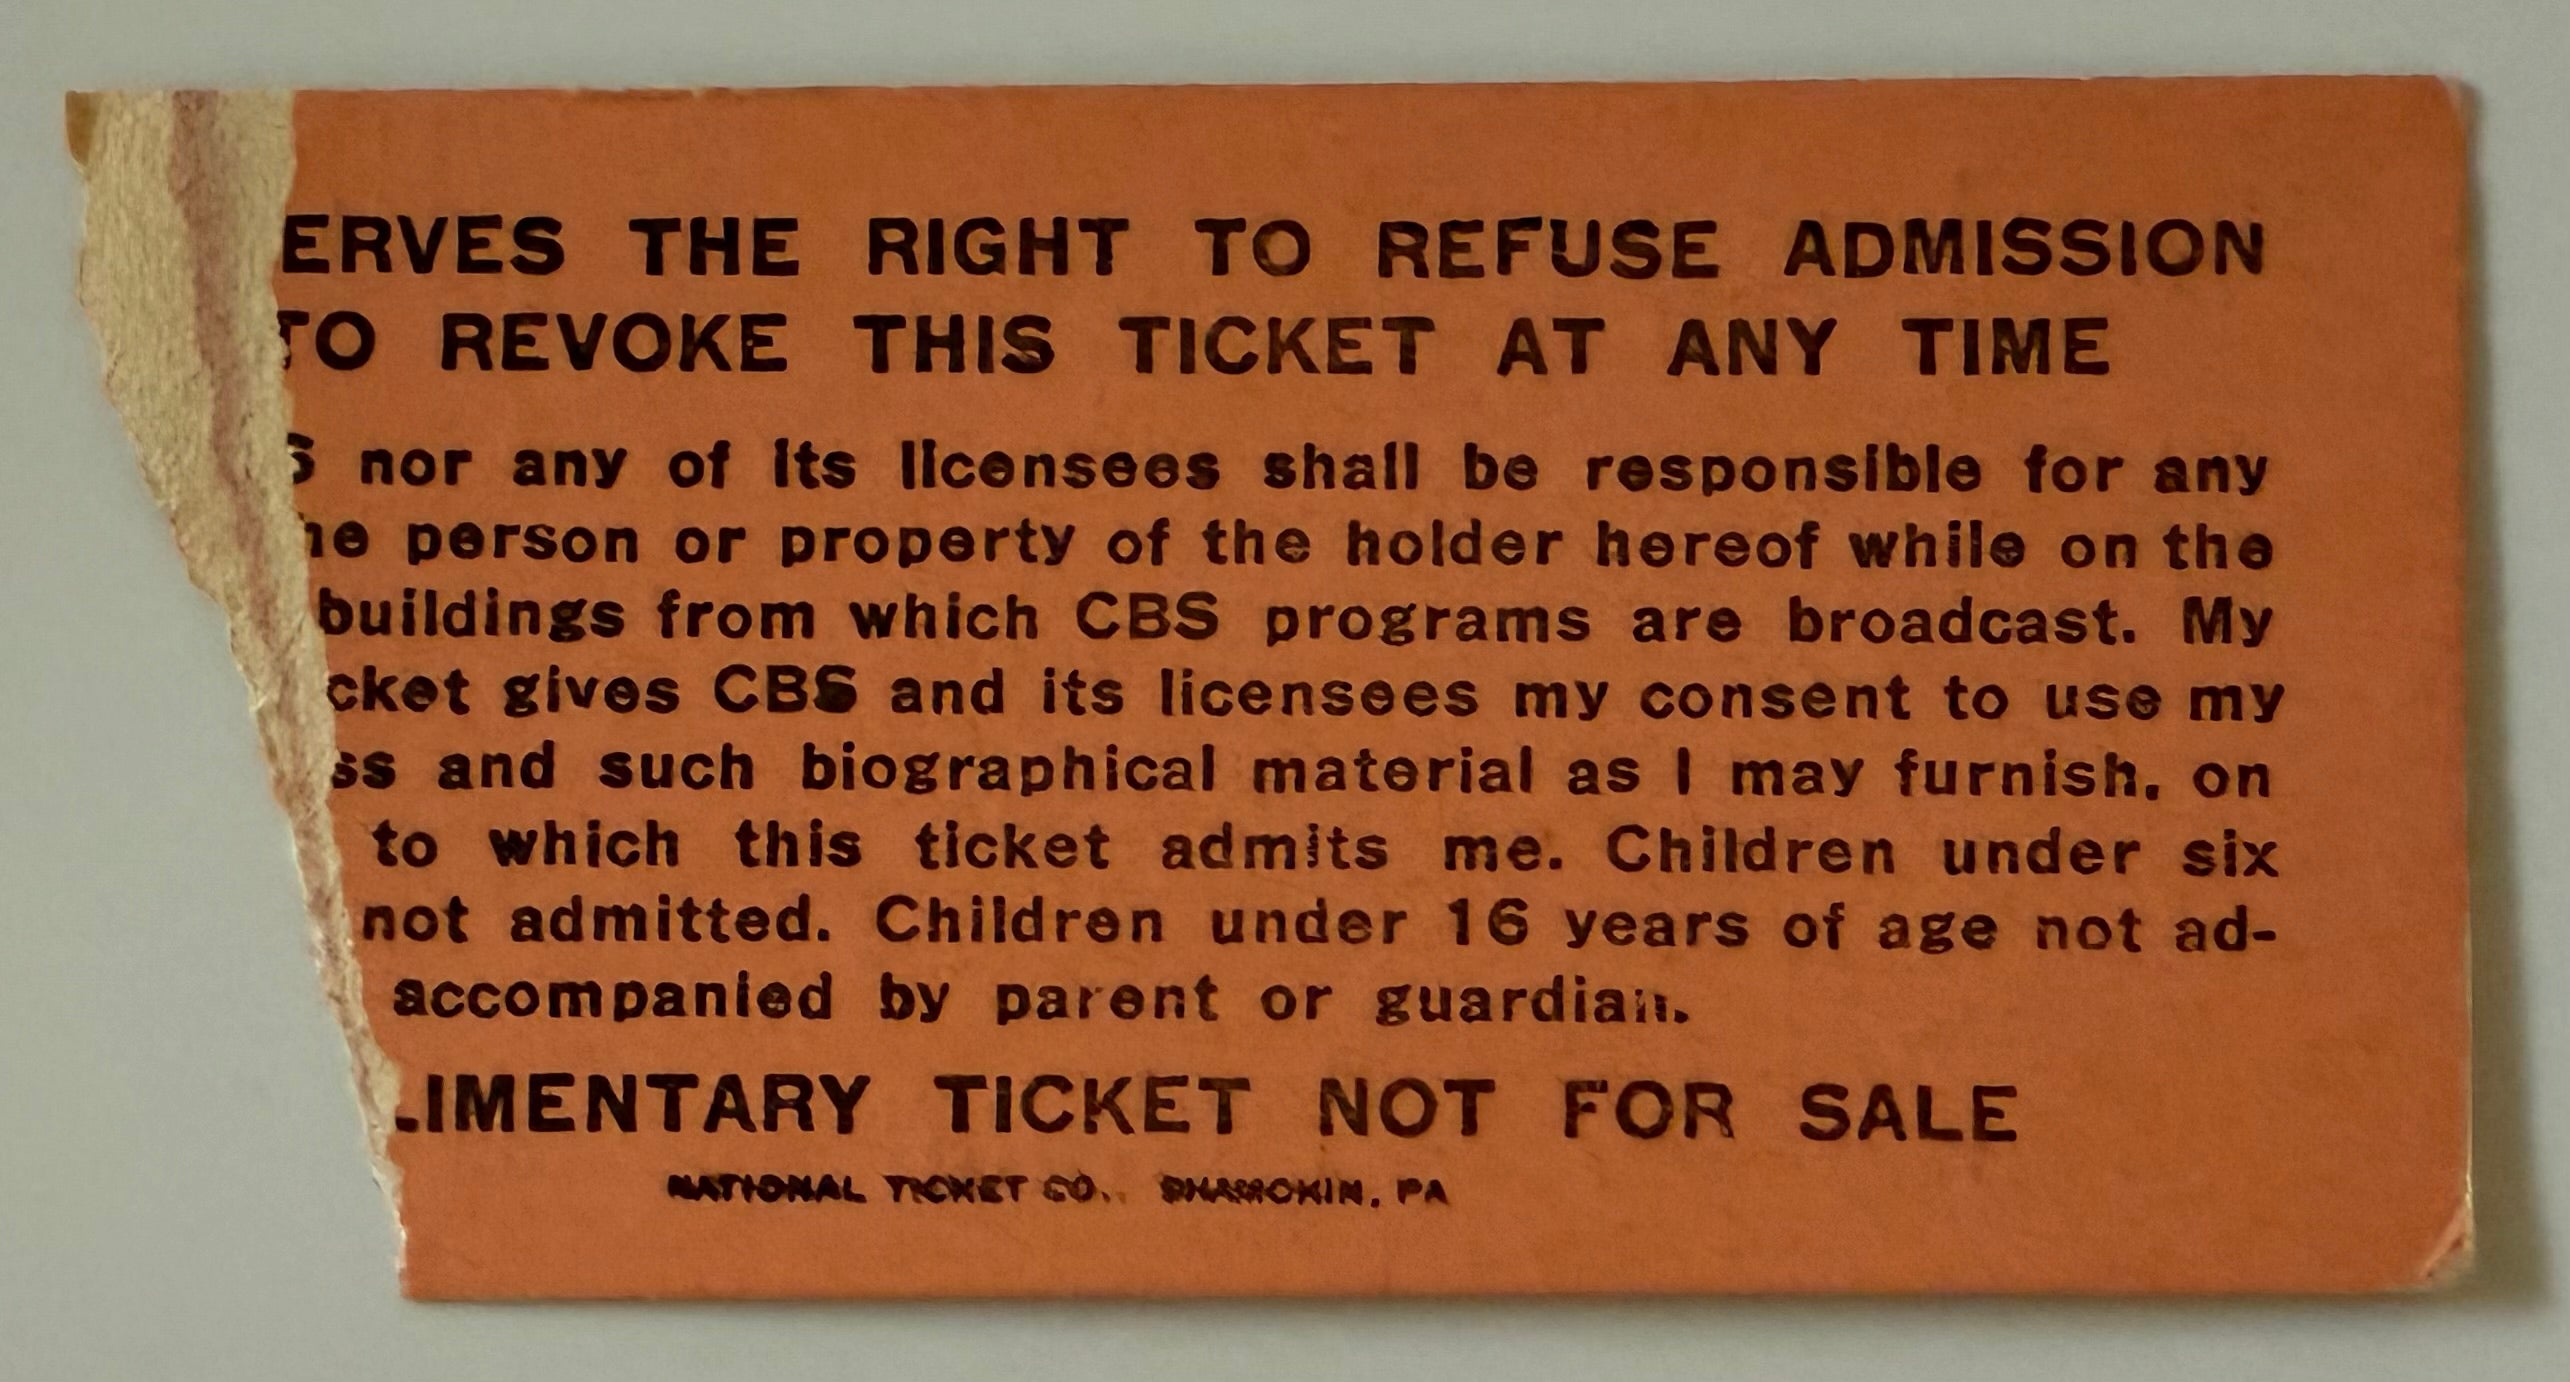 ERVES THE RIGHT TO REFUSE ADMISSION
TO REVOKE THIS TICKET AT ANY TIME
S nor any of its licensees shall be responsible for any
he person or property of the holder hereof while on the
buildings from which CBS programs are broadcast. My
cket gives CBS and its licensees my consent to use my
ss and such biographical material as I may furnish, on
to which this ticket admits me. Children under six
not admitted. Children under 16 years of age not ad-
accompanied by parent or guardian.
LIMENTARY TICKET NOT FOR SALE
NATIONAL TICKET CO., SHAMOKIN, PA